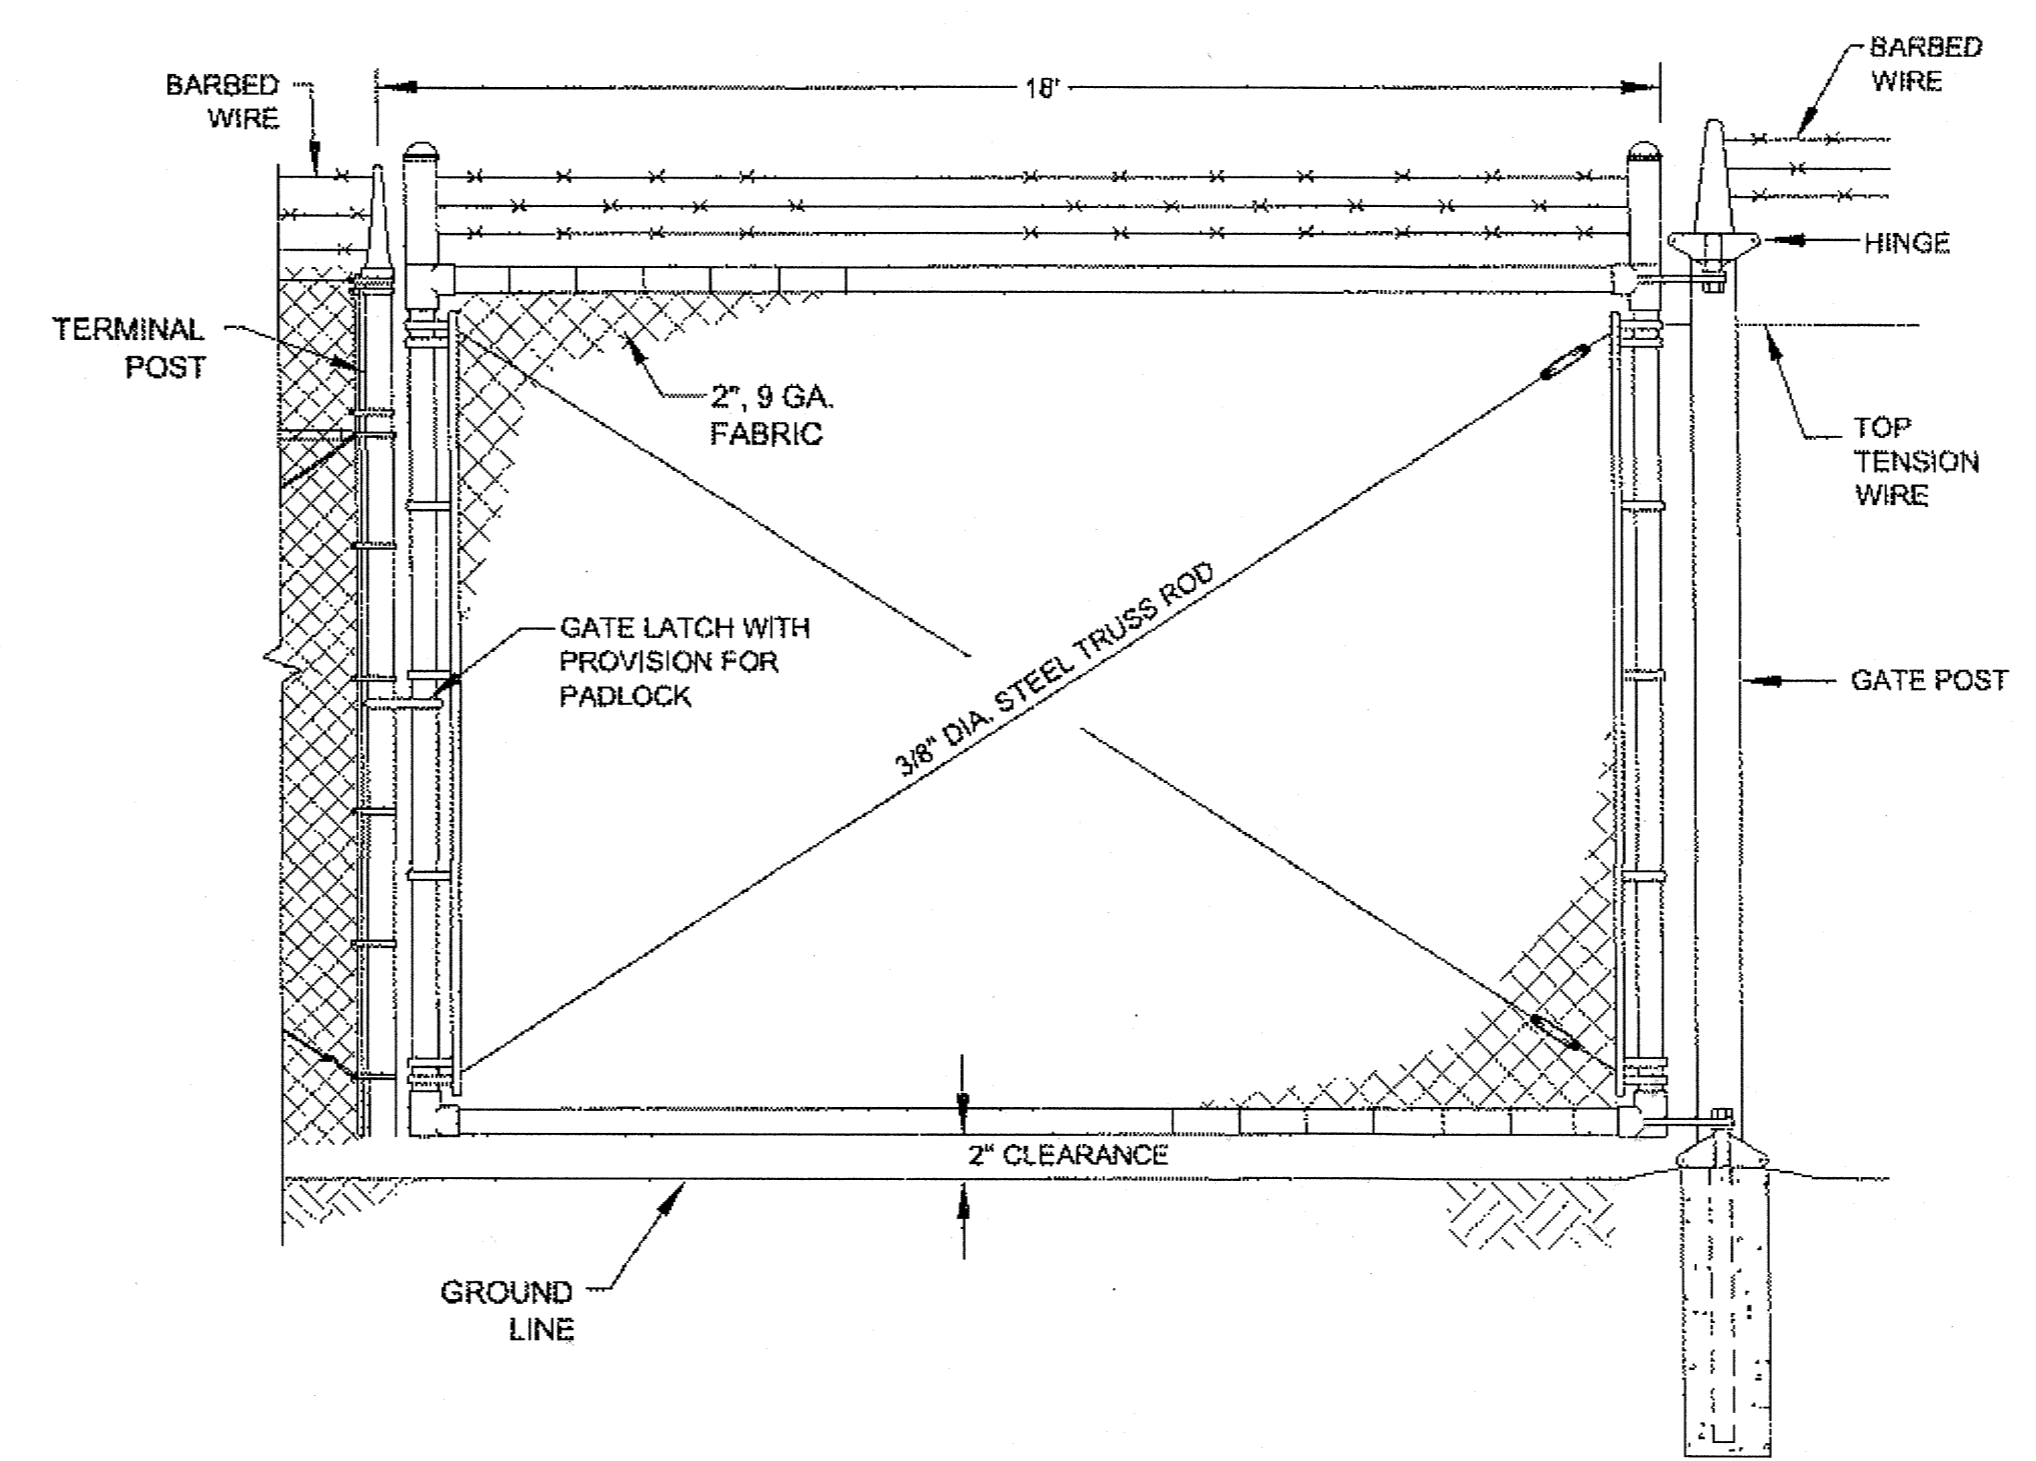 BARBED
WIRE
18'
BARBED
WIRE
HINGE
TERMINAL
POST
2", 9 GA.
FABRIC
TOP
TENSION
WIRE
GATE LATCH WITH
PROVISION FOR
PADLOCK
3/8" DIA. STEEL TRUSS ROD
GATE POST
2" CLEARANCE
GROUND
LINE